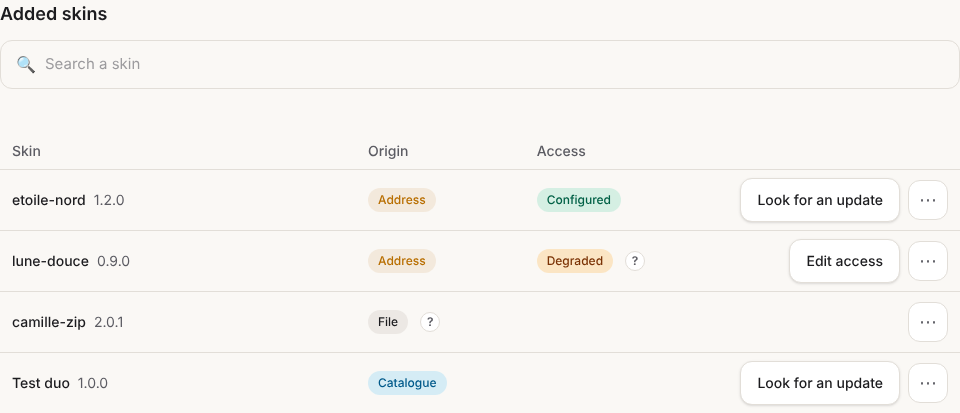 Added skins
🔍 Search a skin
Skin Origin Access
etoile-nord 1.2.0 Address Configured Look for an update ...
lune-douce 0.9.0 Address Degraded ? Edit access ...
camille-zip 2.0.1 File ? ...
Test duo 1.0.0 Catalogue Look for an update ...